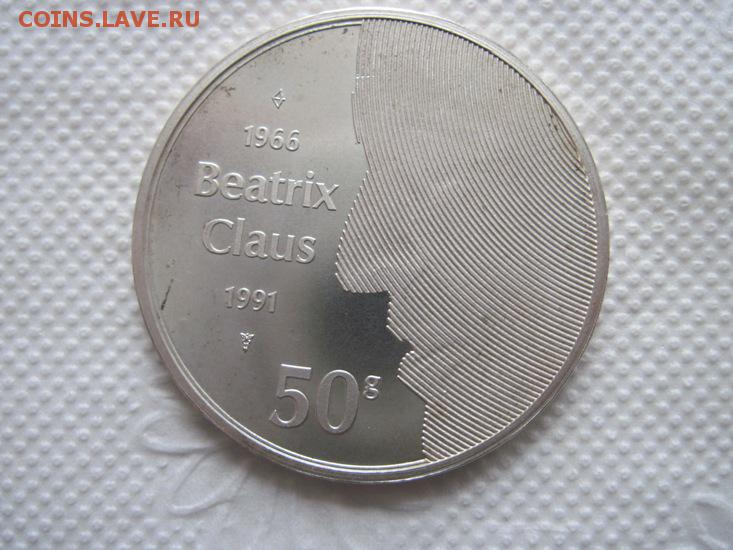 COINS.LAVE.RU
1966
Beatrix
Claus
1991
50g